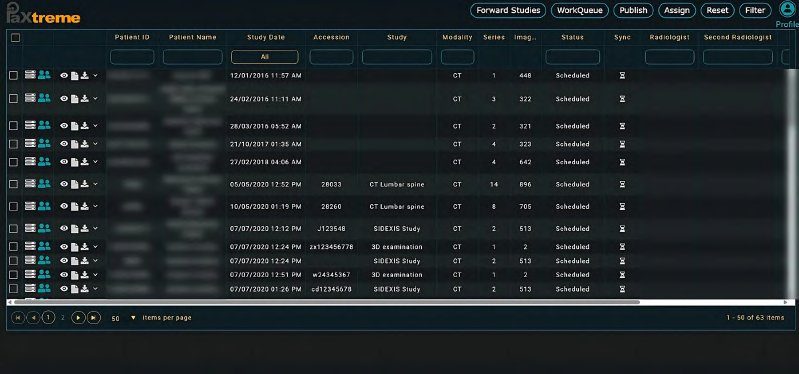 PaXtreme
Forward Studies WorkQueue Publish Assign Reset Filter
Profile
Patient ID Patient Name Study Date Accession Study Modality Series Imag... Status Sync Radiologist Second Radiologist
All
12/01/2016 11:57 AM CT 1 448 Scheduled
24/02/2016 11:11 AM CT 3 322 Scheduled
28/03/2016 05:52 AM CT 2 321 Scheduled
21/10/2017 01:35 AM CT 4 323 Scheduled
27/02/2018 04:06 AM CT 4 642 Scheduled
05/05/2020 12:52 PM 28033 CT Lumbar spine CT 14 896 Scheduled
10/05/2020 01:19 PM 28260 CT Lumbar spine CT 8 705 Scheduled
07/07/2020 12:12 PM J123548 SIDEXIS Study CT 2 513 Scheduled
07/07/2020 12:24 PM zx123456778 3D examination CT 1 2 Scheduled
07/07/2020 12:24 PM SIDEXIS Study CT 2 513 Scheduled
07/07/2020 12:51 PM w24345367 3D examination CT 1 2 Scheduled
07/07/2020 01:26 PM cd12345678 SIDEXIS Study CT 2 513 Scheduled
1 2 50 items per page 1 - 50 of 63 items